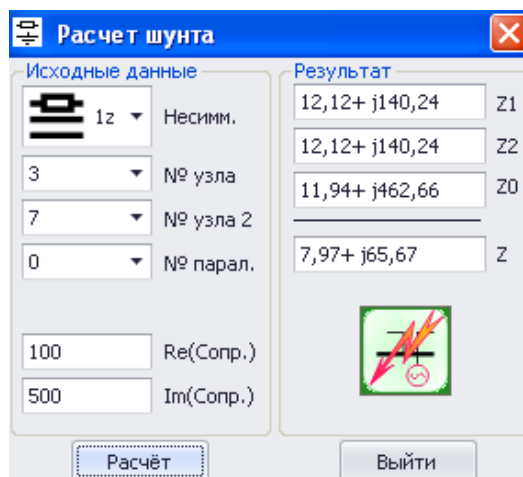 Расчет шунта
Исходные данные
1z
Несимм.
3
№ узла
7
№ узла 2
0
№ парал.
100
Re(Сопр.)
500
Im(Сопр.)
Расчёт
Результат
12,12+ j140,24
Z1
12,12+ j140,24
Z2
11,94+ j462,66
Z0
7,97+ j65,67
Z
Выйти